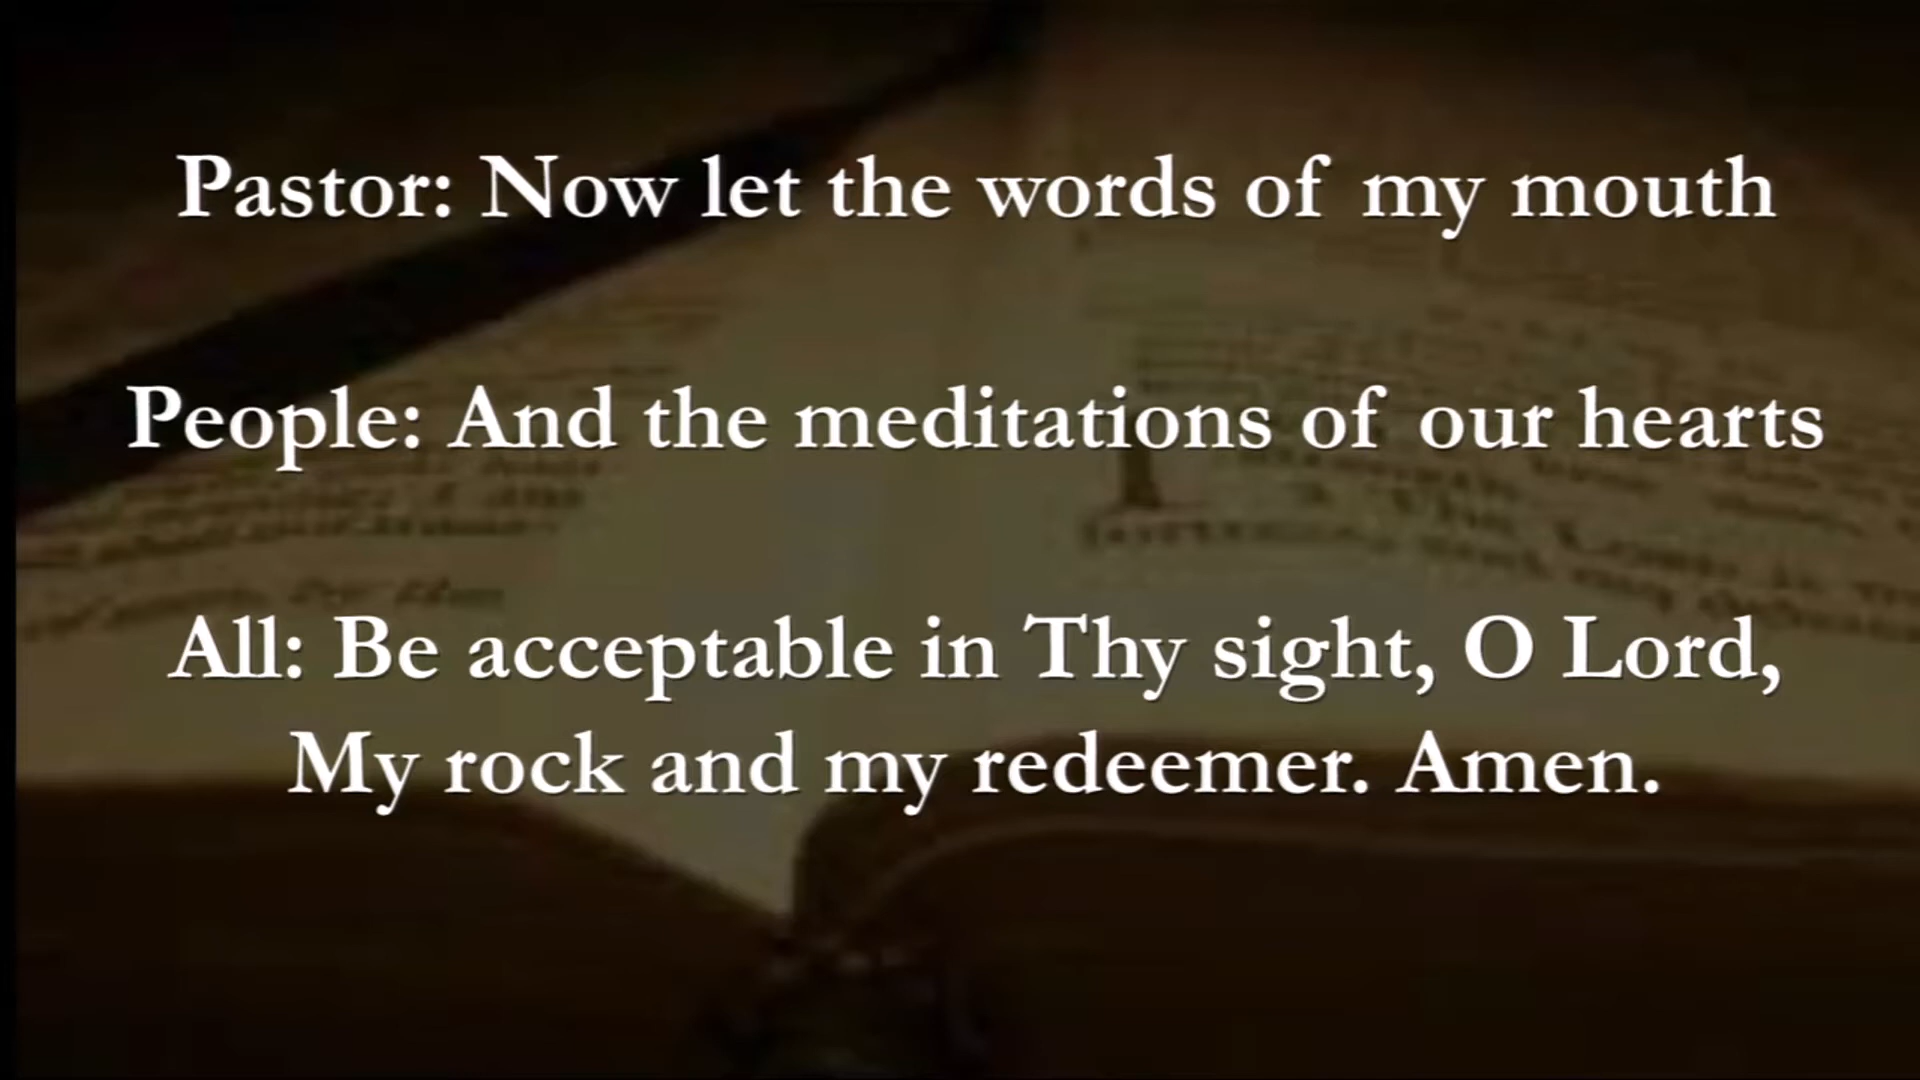 Pastor: Now let the words of my mouth
People: And the meditations of our hearts
All: Be acceptable in Thy sight, O Lord,
My rock and my redeemer. Amen.